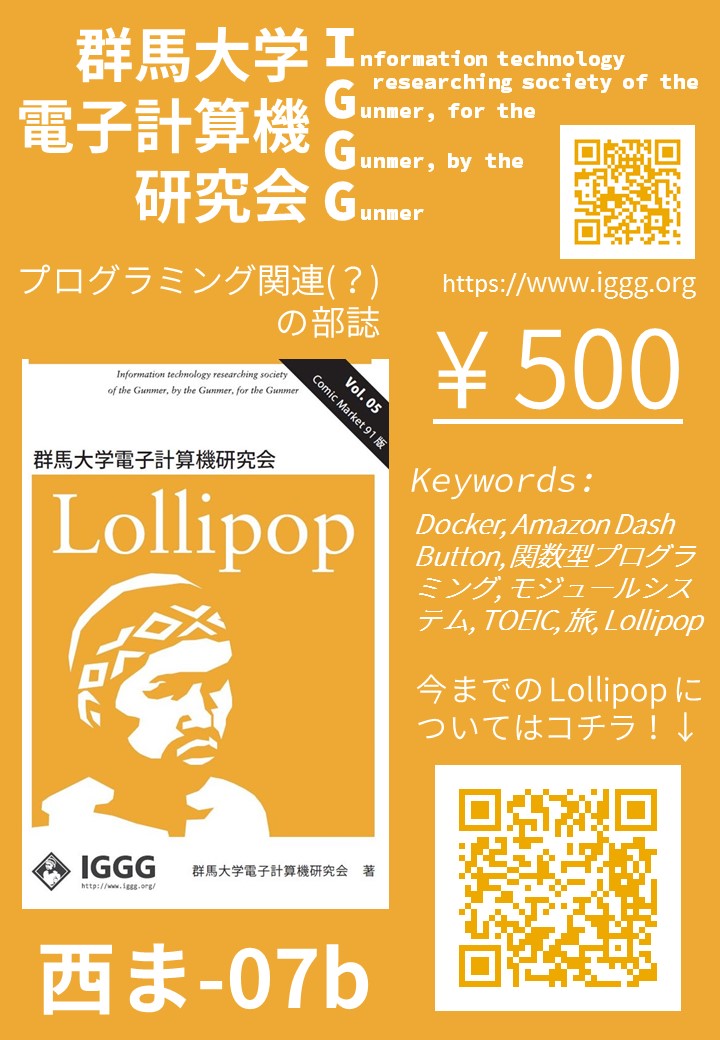 群馬大学
電子計算機
研究会
Information technology
researching society of the
Gunmer, for the
Gunmer, by the
Gunmer
https://www.iggg.org
プログラミング関連(？)
の部誌
￥500
Information technology researching society
of the Gunmer, by the Gunmer, for the Gunmer
Vol. 05
Comic Market 91 版
群馬大学電子計算機研究会
Lollipop
IGGG
http://www.iggg.org/
群馬大学電子計算機研究会 著
Keywords:
Docker, Amazon Dash
Button, 関数型プログラ
ミング, モジュールシス
テム, TOEIC, 旅, Lollipop
今までのLollipopに
ついてはコチラ！↓
西ま-07b